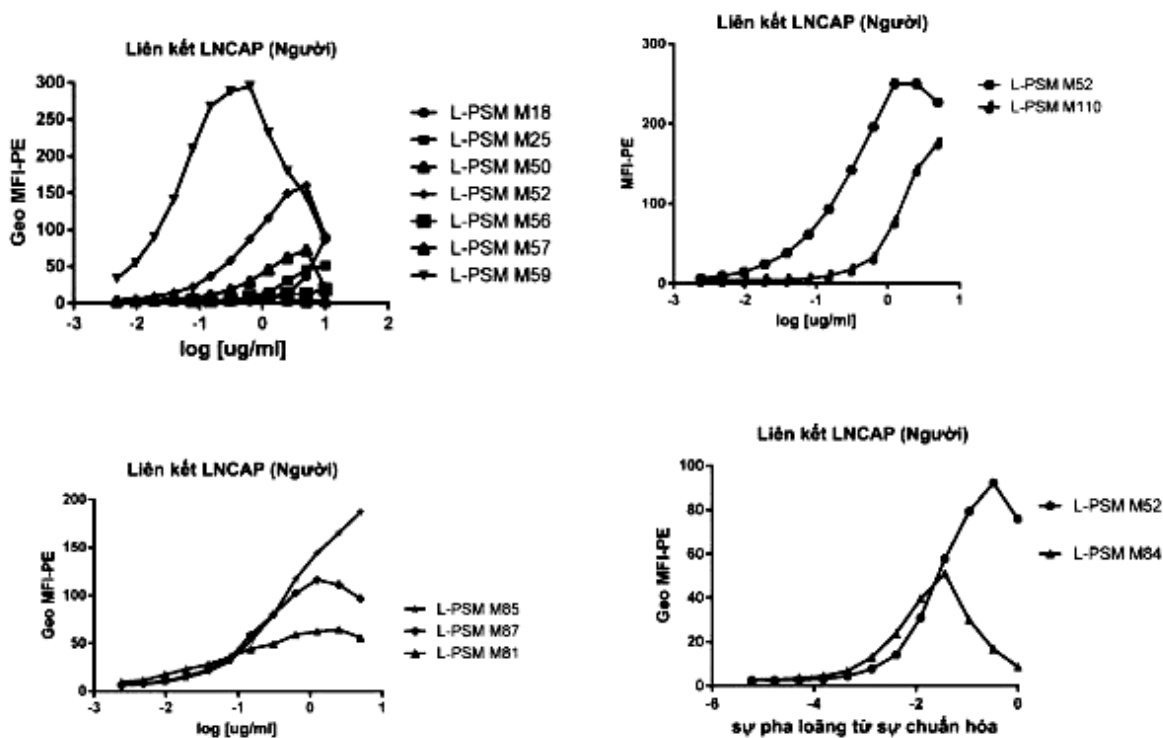 Liên kết LNCAP (Người)
Geo MFI-PE
300
250
200
150
100
50
0
-3
-2
-1
0
1
2
log [ug/ml]
L-PSM M18
L-PSM M25
L-PSM M50
L-PSM M52
L-PSM M56
L-PSM M57
L-PSM M59
Liên kết LNCAP (Người)
MFI-PE
300
200
100
0
-3
-2
-1
0
1
log [ug/ml]
L-PSM M52
L-PSM M110
Liên kết LNCAP (Người)
Geo MFI-PE
200
150
100
50
0
-3
-2
-1
0
1
log [ug/ml]
L-PSM M85
L-PSM M87
L-PSM M81
Liên kết LNCAP (Người)
Geo MFI-PE
100
80
60
40
20
0
-6
-4
-2
0
sự pha loãng từ sự chuẩn hóa
L-PSM M52
L-PSM M84